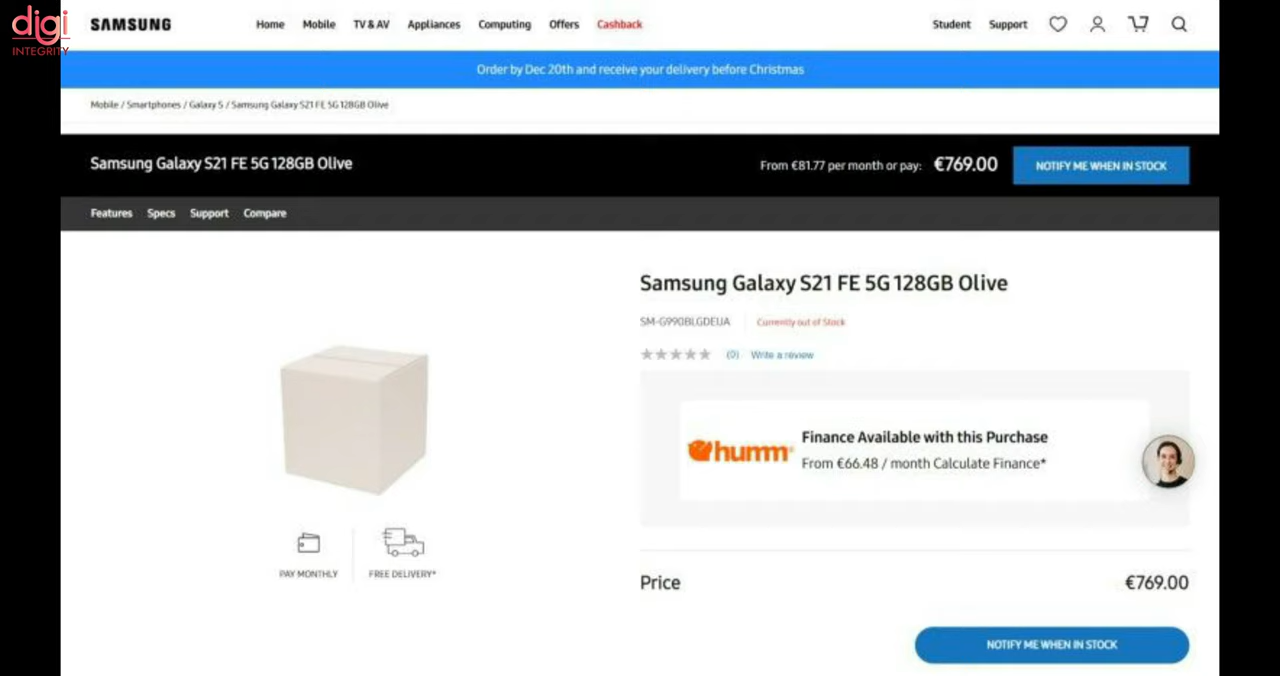 digi
INTEGRITY
SAMSUNG Home Mobile TV & AV Appliances Computing Offers Cashback Student Support
Order by Dec 20th and receive your delivery before Christmas
Mobile / Smartphones / Galaxy S / Samsung Galaxy S21 FE 5G 128GB Olive
Samsung Galaxy S21 FE 5G 128GB Olive From €81.77 per month or pay: €769.00 NOTIFY ME WHEN IN STOCK
Features Specs Support Compare
Samsung Galaxy S21 FE 5G 128GB Olive
SM-G990BLGDEUA Currently out of Stock
(0) Write a review
humm
Finance Available with this Purchase
From €66.48 / month Calculate Finance*
PAY MONTHLY FREE DELIVERY*
Price €769.00
NOTIFY ME WHEN IN STOCK